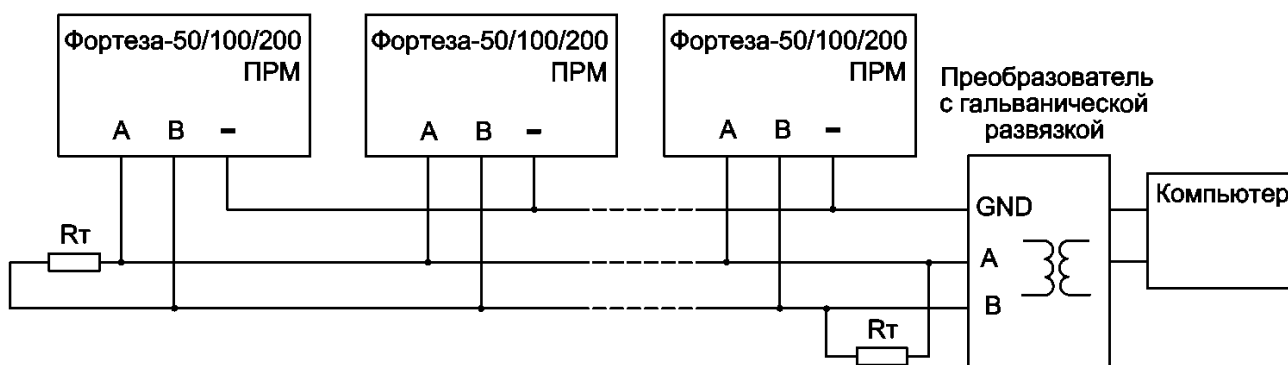 Фортеза-50/100/200
ПРМ
А В –
Фортеза-50/100/200
ПРМ
А В –
Фортеза-50/100/200
ПРМ
А В –
Преобразователь
с гальванической
развязкой
GND
А
В
Компьютер
Rт
Rт